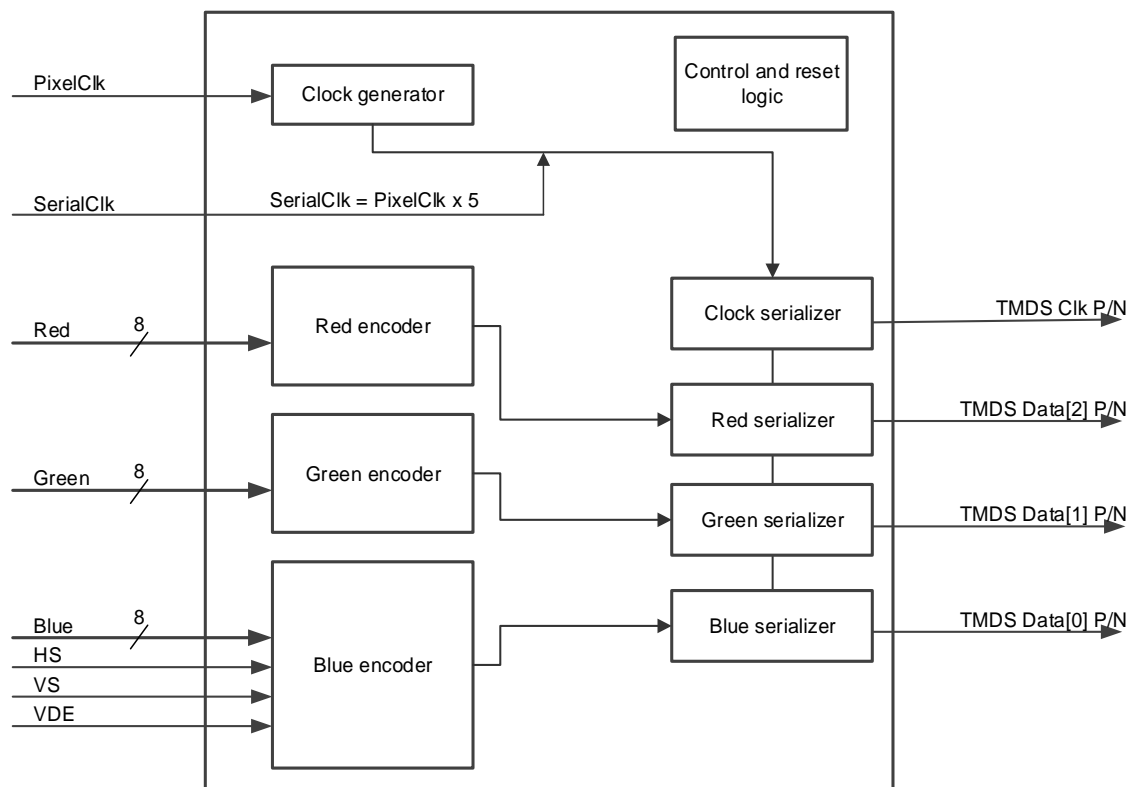 PixelClk
Clock generator
Control and reset
logic
SerialClk
SerialClk = PixelClk x 5
Red
8
Red encoder
Clock serializer
TMDS Clk P/N
Red serializer
TMDS Data[2] P/N
Green
8
Green encoder
Green serializer
TMDS Data[1] P/N
Blue
8
HS
VS
VDE
Blue encoder
Blue serializer
TMDS Data[0] P/N